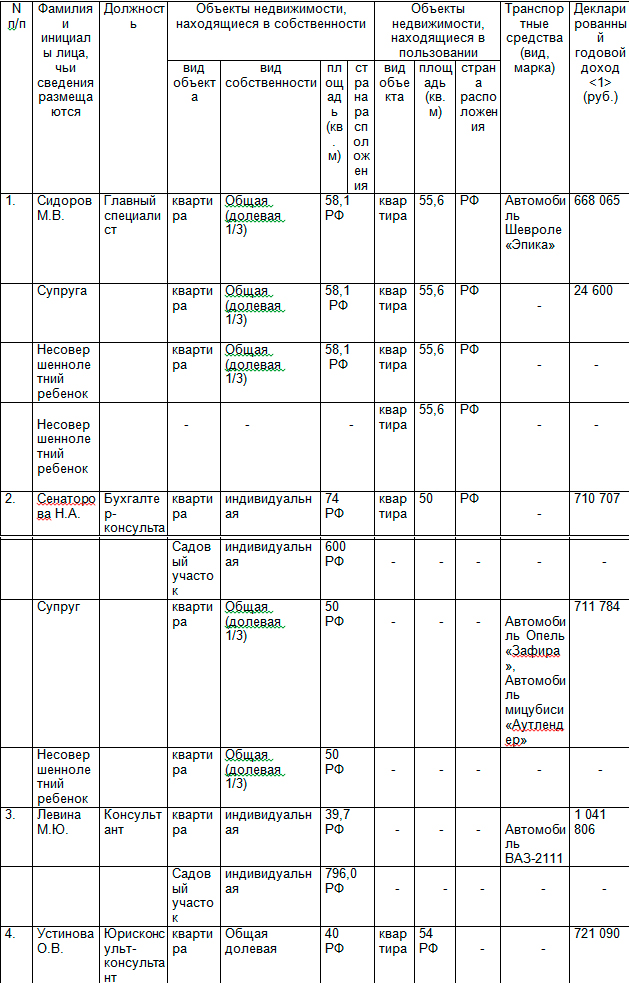 N
п/п
Фамилия
и
инициал
ы лица,
чьи
сведения
размеща
ются
Должност
ь
Объекты недвижимости,
находящиеся в собственности
Объекты
недвижимости,
находящиеся в
пользовании
Транспор
тные
средства
(вид,
марка)
Деклари
рованны
й
годовой
доход
<1>
(руб.)
вид
объект
а
вид
собственности
пл
ощ
ад
ь
(кв
.
м)
ст
ра
на
ра
сп
ол
ож
ен
ия
вид
объе
кта
площ
адь
(кв.
м)
стран
а
распо
ложен
ия
1.
Сидоров
М.В.
Главный
специали
ст
кварти
ра
Общая
(долевая
1/3)
58,1
РФ
квар
тира
55,6
РФ
Автомоби
ль
Шевроле
«Эпика»
668 065
Супруга
кварти
ра
Общая
(долевая
1/3)
58,1
РФ
квар
тира
55,6
РФ
-
24 600
Несовер
шенноле
тний
ребенок
кварти
ра
Общая
(долевая
1/3)
58,1
РФ
квар
тира
55,6
РФ
-
-
Несовер
шенноле
тний
ребенок
-
-
-
квар
тира
55,6
РФ
-
-
2.
Сенаторо
ва Н.А.
Бухгалте
р-
консульта
кварти
ра
индивидуальн
ая
74
РФ
квар
тира
50
РФ
-
710 707
Садов
ый
участо
к
индивидуальн
ая
600
РФ
-
-
-
-
-
Супруг
кварти
ра
Общая
(долевая
1/3)
50
РФ
-
-
-
Автомоби
ль Опель
«Зафира
»,
Автомоби
ль
мицубиси
«Аутленд
ер»
711 784
Несовер
шенноле
тний
ребенок
кварти
ра
Общая
(долевая
1/3)
50
РФ
-
-
-
-
-
3.
Левина
М.Ю.
Консульт
ант
кварти
ра
индивидуальн
ая
39,7
РФ
-
-
-
Автомоби
ль
ВАЗ-2111
1 041
806
Садов
ый
участо
к
индивидуальн
ая
796,0
РФ
-
-
-
-
-
4.
Устинова
О.В.
Юрисконс
ульт-
консульта
нт
кварти
ра
Общая
долевая
40
РФ
квар
тира
54
РФ
-
-
721 090